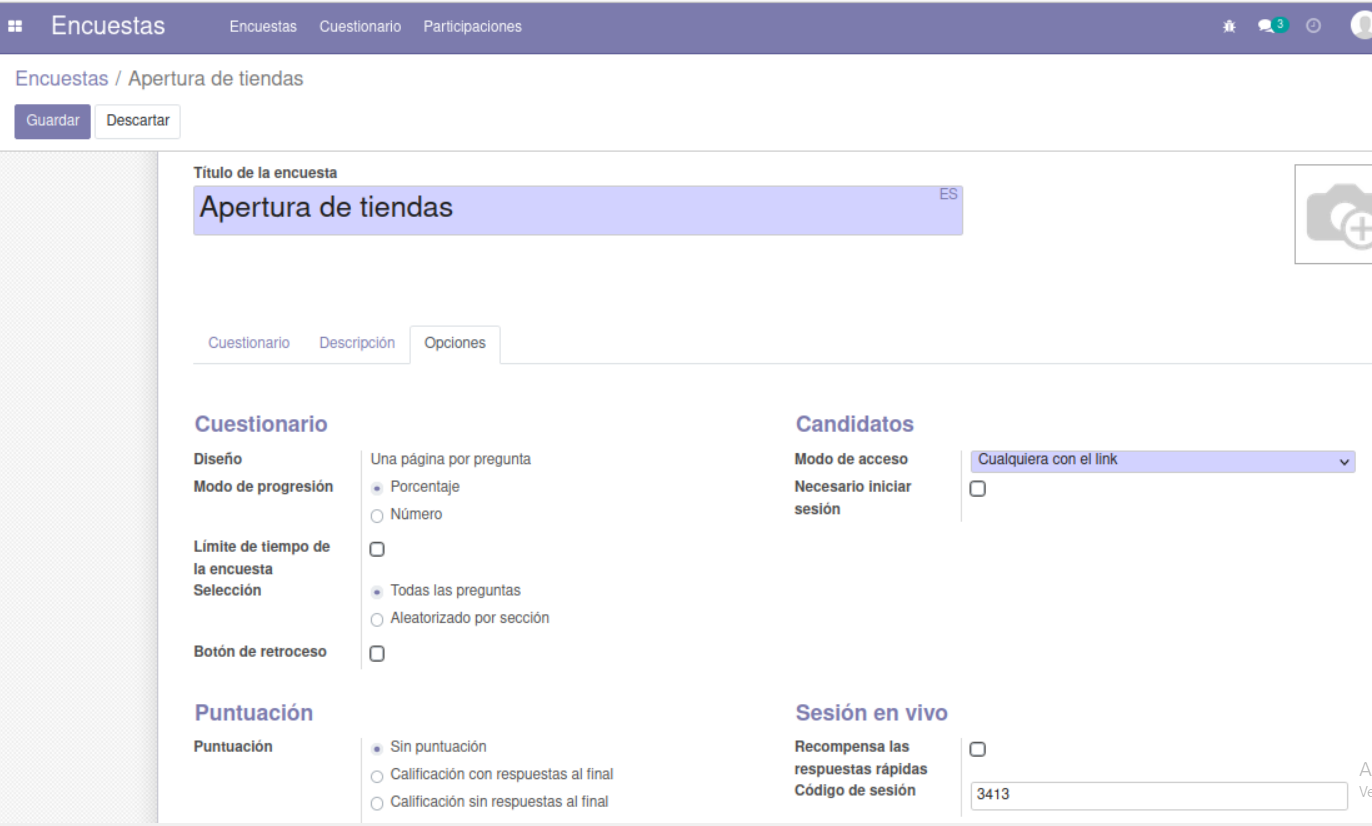 Encuestas
Encuestas Cuestionario Participaciones
3
Encuestas / Apertura de tiendas
Guardar Descartar
Título de la encuesta
Apertura de tiendas
ES
Cuestionario Descripción Opciones
Cuestionario
Diseño Una página por pregunta
Modo de progresión Porcentaje
Número
Límite de tiempo de
la encuesta
Selección Todas las preguntas
Aleatorizado por sección
Botón de retroceso
Candidatos
Modo de acceso Cualquiera con el link
Necesario iniciar
sesión
Puntuación
Puntuación Sin puntuación
Calificación con respuestas al final
Calificación sin respuestas al final
Sesión en vivo
Recompensa las
respuestas rápidas
Código de sesión 3413
A
Ve